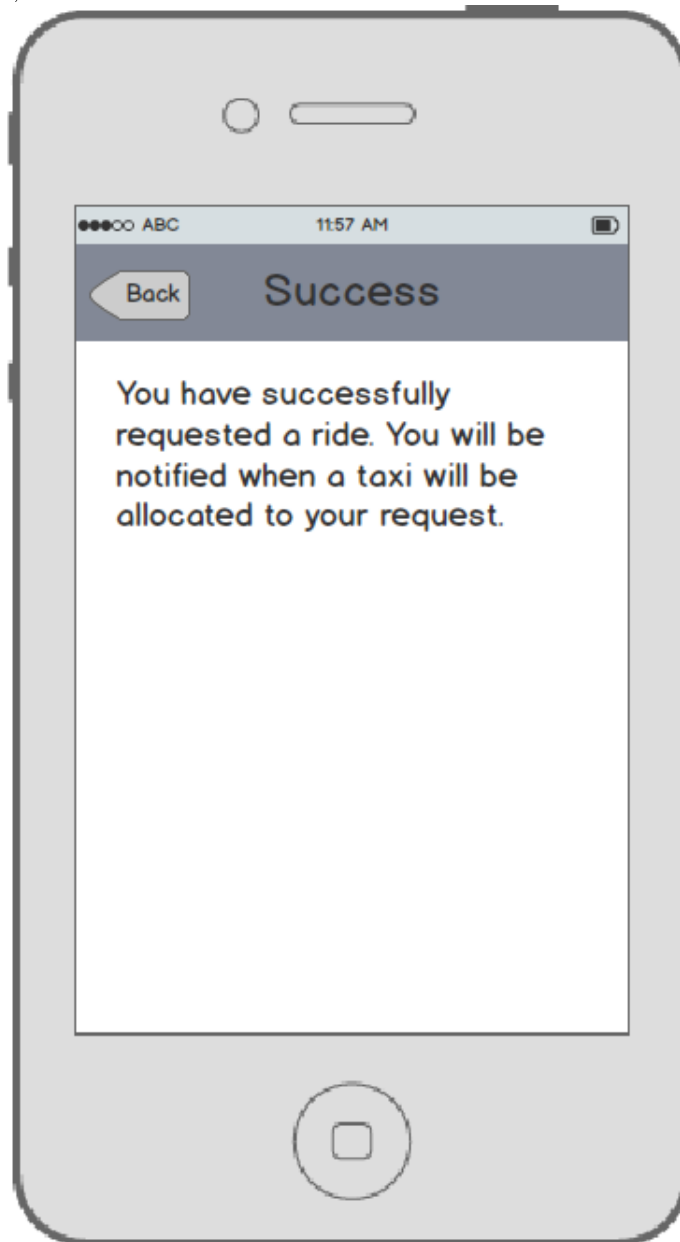 ABC 11:57 AM
Back Success
You have successfully
requested a ride. You will be
notified when a taxi will be
allocated to your request.